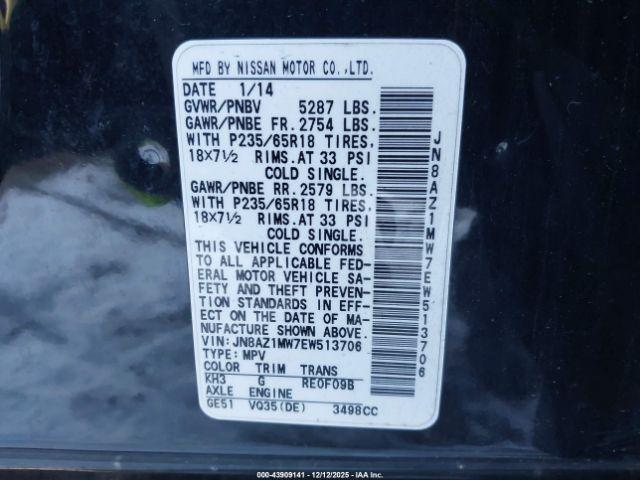 MFD BY NISSAN MOTOR CO.,LTD.
DATE 1/14
GVWR/PNBV 5287 LBS.
GAWR/PNBE FR. 2754 LBS.
WITH P235/65R18 TIRES,
18X7½ RIMS.AT 33 PSI
COLD SINGLE.
GAWR/PNBE RR. 2579 LBS.
WITH P235/65R18 TIRES,
18X7½ RIMS.AT 33 PSI
COLD SINGLE.
THIS VEHICLE CONFORMS
TO ALL APPLICABLE FED-
ERAL MOTOR VEHICLE SA-
FETY AND THEFT PREVEN-
TION STANDARDS IN EFF-
ECT ON THE DATE OF MA-
NUFACTURE SHOWN ABOVE.
VIN: JN8AZ1MW7EW513706
TYPE: MPV
COLOR TRIM TRANS
KH3 G RE0F09B
AXLE ENGINE
GE51 VQ35(DE) 3498CC
JN8AZ1MW7EW513706
000-43909141 - 12/12/2025 - IAA Inc.